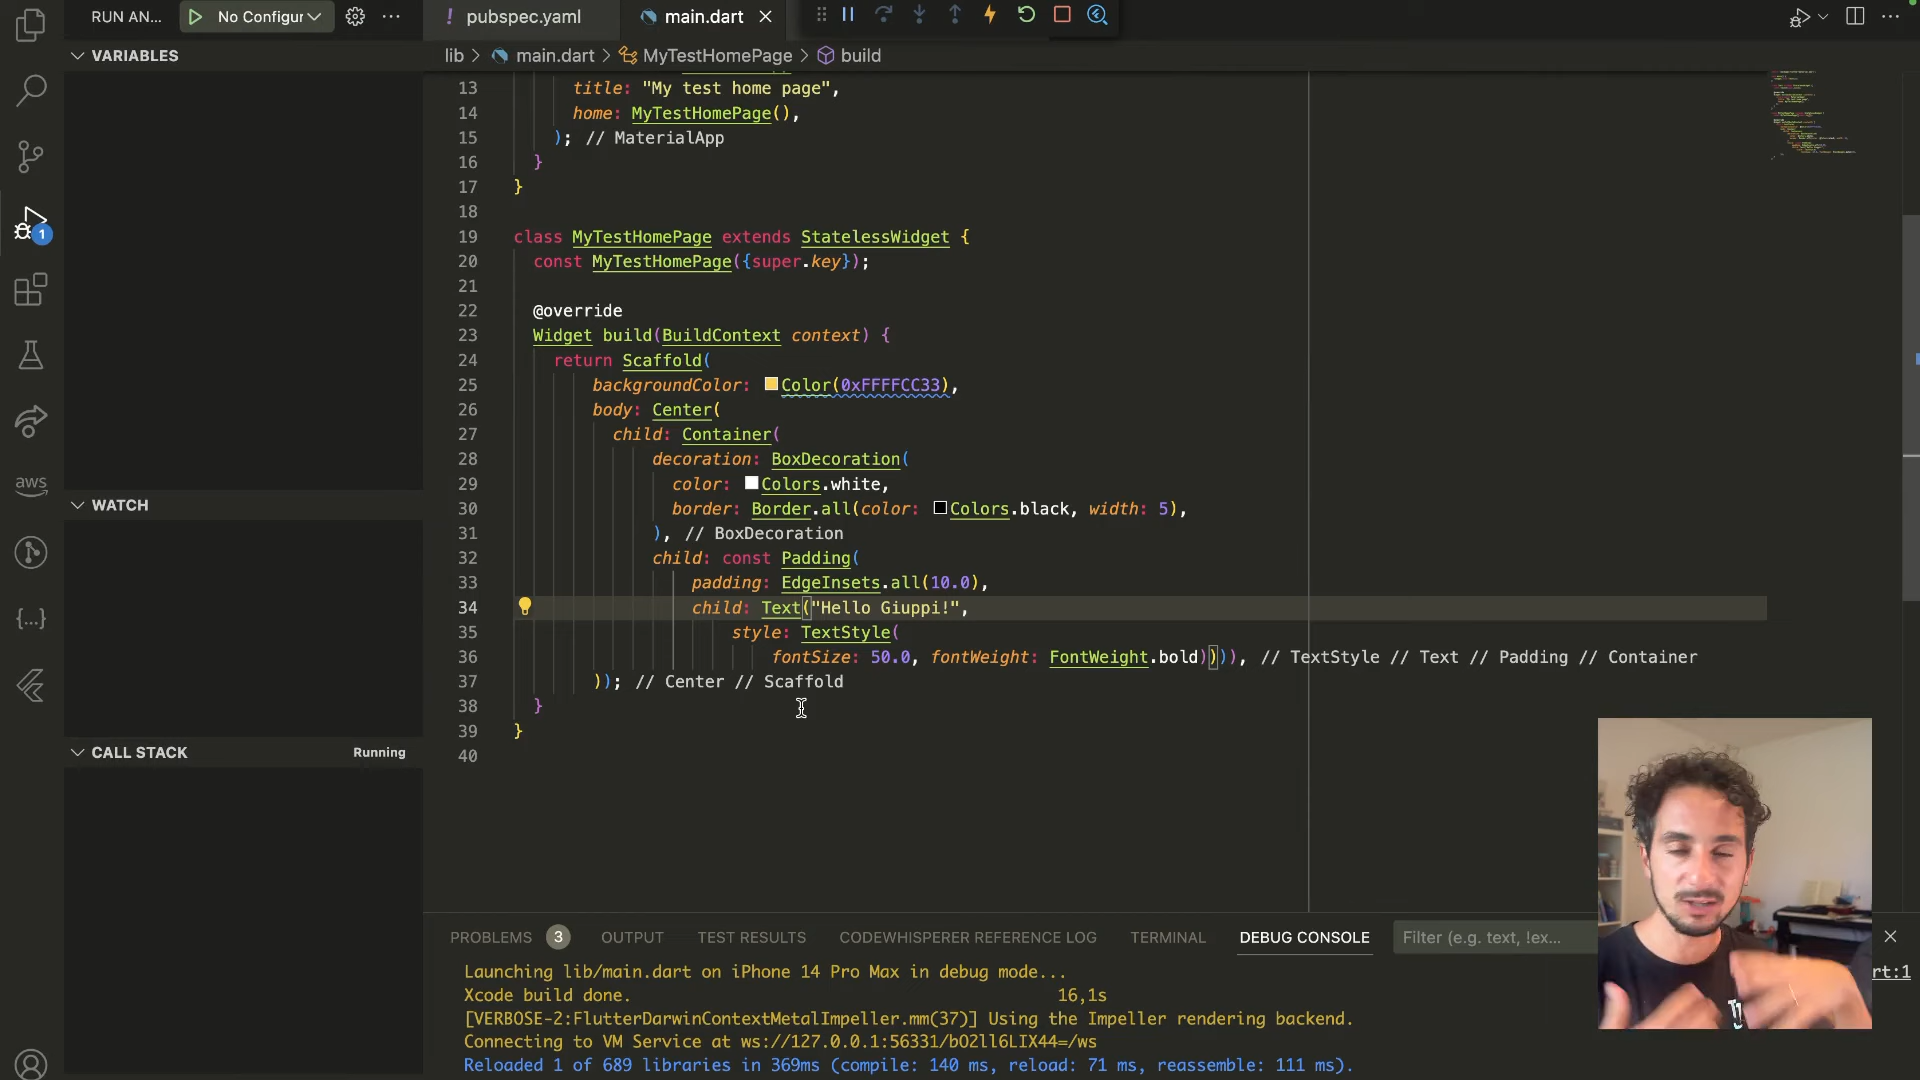 RUN AN...
No Configur
pubspec.yaml
main.dart
lib > main.dart > MyTestHomePage > build
VARIABLES
1
aws
WATCH
CALL STACK
Running
13 title: "My test home page",
14 home: MyTestHomePage(),
15 ); // MaterialApp
16 }
17 }
18
19 class MyTestHomePage extends StatelessWidget {
20 const MyTestHomePage({super.key});
21
22 @override
23 Widget build(BuildContext context) {
24 return Scaffold(
25 backgroundColor: Color(0xFFFFCC33),
26 body: Center(
27 child: Container(
28 decoration: BoxDecoration(
29 color: Colors.white,
30 border: Border.all(color: Colors.black, width: 5),
31 ), // BoxDecoration
32 child: const Padding(
33 padding: EdgeInsets.all(10.0),
34 child: Text("Hello Giuppi!",
35 style: TextStyle(
36 fontSize: 50.0, fontWeight: FontWeight.bold)))), // TextStyle // Text // Padding // Container
37 )); // Center // Scaffold
38 }
39 }
40
PROBLEMS 3 OUTPUT TEST RESULTS CODEWHISPERER REFERENCE LOG TERMINAL DEBUG CONSOLE Filter (e.g. text, !ex...
Launching lib/main.dart on iPhone 14 Pro Max in debug mode...
rt:1
Xcode build done. 16,1s
[VERBOSE-2:FlutterDarwinContextMetalImpeller.mm(37)] Using the Impeller rendering backend.
Connecting to VM Service at ws://127.0.0.1:56331/bO2ll6LIX44=/ws
Reloaded 1 of 689 libraries in 369ms (compile: 140 ms, reload: 71 ms, reassemble: 111 ms).